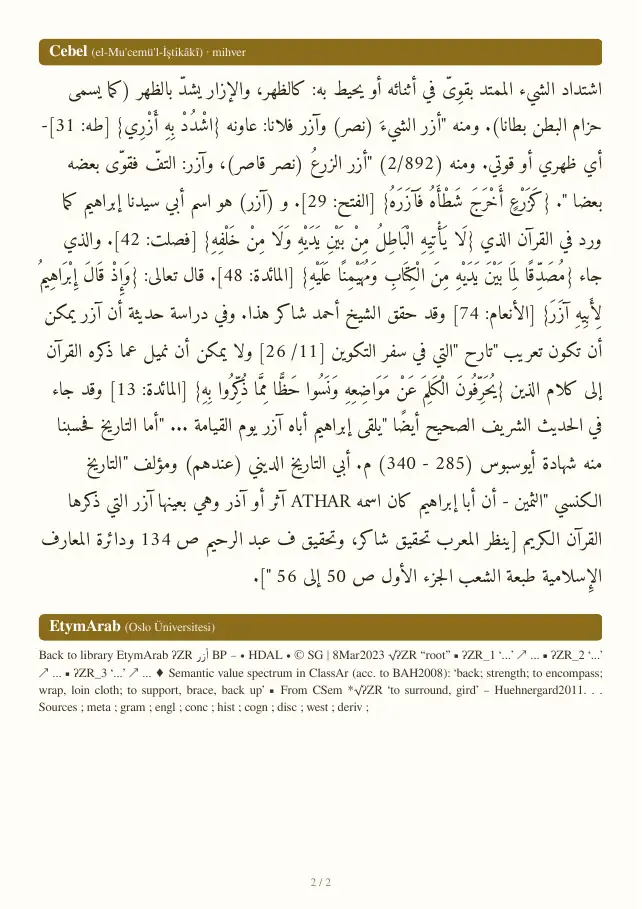 Cebel (el-Mu'cemü'l-İştikâkî) · mihver
اشتداد الشيء الممتد بقوِىّ في أثنائه أو يحيط به: كالظهر، والإزار يشدّ بالظهر (كما يسمى
حزام البطن بطانا). ومنه "أزر الشيءَ (نصر) وآزر فلانا: عاونه {اشْدُدْ بِهِ أَزْرِي} [طه: 31]-
أي ظهري أو قوتي. ومنه (2/892) "أزر الزرعُ (نصر قاصر)، وآزر: التفّ فقوّى بعضه
بعضا ". {كَزَرْعٍ أَخْرَجَ شَطْأَهُ فَآزَرَهُ} [الفتح: 29]. و (آزر) هو اسم أبي سيدنا إبراهيم كما
ورد في القرآن الذي {لَا يَأْتِيهِ الْبَاطِلُ مِنْ بَيْنِ يَدَيْهِ وَلَا مِنْ خَلْفِهِ} [فصلت: 42]. والذي
جاء {مُصَدِّقًا لِمَا بَيْنَ يَدَيْهِ مِنَ الْكِتَابِ وَمُهَيْمِنًا عَلَيْهِ} [المائدة: 48]. قال تعالى: {وَإِذْ قَالَ إِبْرَاهِيمُ
لِأَبِيهِ آزَرَ} [الأنعام: 74] وقد حقق الشيخ أحمد شاكر هذا. وفي دراسة حديثة أن آزر يمكن
أن تكون تعريب "تارح "التي في سفر التكوين [11/ 26] ولا يمكن أن نميل عما ذكره القرآن
إلى كلام الذين {يُحَرِّفُونَ الْكَلِمَ عَنْ مَوَاضِعِهِ وَنَسُوا حَظًّا مِمَّا ذُكِّرُوا بِهِ} [المائدة: 13] وقد جاء
في الحديث الشريف الصحيح أيضًا "يلقى إبراهيم أباه آزر يوم القيامة ... "أما التاريخ فحسبنا
منه شهادة أيوسبوس (285 - 340) م. أبي التاريخ الديني (عندهم) ومؤلف "التاريخ
الكنسي "الثمين - أن أبا إبراهيم كان اسمه ATHAR آثر أو آذر وهي بعينها آزر التي ذكرها
القرآن الكريم [ينظر المعرب تحقيق شاكر، وتحقيق ف عبد الرحيم ص 134 ودائرة المعارف
الإسلامية طبعة الشعب الجزء الأول ص 50 إلى 56 "].
EtymArab (Oslo Üniversitesi)
Back to library EtymArab ʔZR أزر BP – • HDAL • © SG | 8Mar2023 √ʔZR “root” ▪ ʔZR_1 ‘...’ ↗ ... ▪ ʔZR_2 ‘...’
↗ ... ▪ ʔZR_3 ‘...’ ↗ ... ♦ Semantic value spectrum in ClassAr (acc. to BAH2008): ‘back; strength; to encompass;
wrap, loin cloth; to support, brace, back up’ ▪ From CSem *√ʔZR ‘to surround, gird’ – Huehnergard2011. . .
Sources ; meta ; gram ; engl ; conc ; hist ; cogn ; disc ; west ; deriv ;
2 / 2